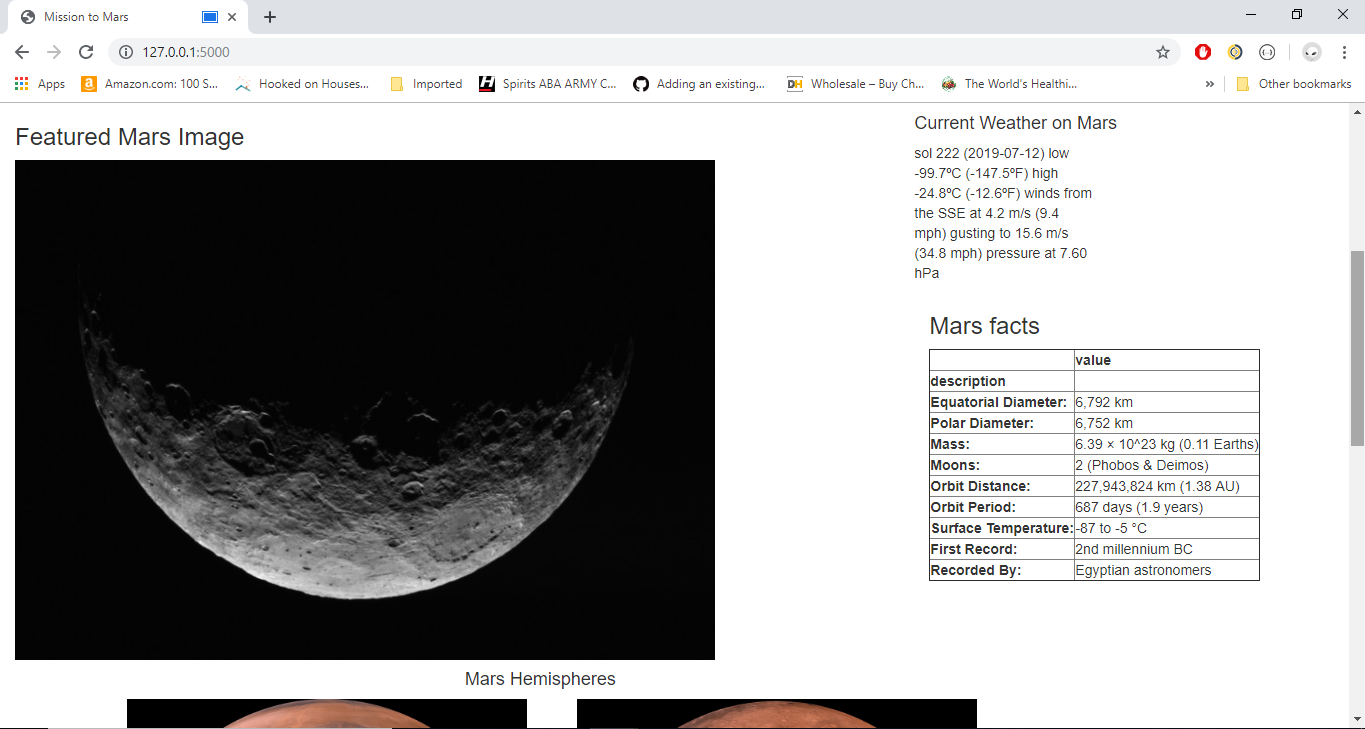 Mission to Mars
127.0.0.1:5000
Apps
Amazon.com: 100 S...
Hooked on Houses...
Imported
Spirits ABA ARMY C...
Adding an existing...
Wholesale – Buy Ch...
The World's Healthi...
»
Other bookmarks
Featured Mars Image
Current Weather on Mars
sol 222 (2019-07-12) low
-99.7ºC (-147.5ºF) high
-24.8ºC (-12.6ºF) winds from
the SSE at 4.2 m/s (9.4
mph) gusting to 15.6 m/s
(34.8 mph) pressure at 7.60
hPa
Mars facts
value
description
Equatorial Diameter: 6,792 km
Polar Diameter: 6,752 km
Mass: 6.39 × 10^23 kg (0.11 Earths)
Moons: 2 (Phobos & Deimos)
Orbit Distance: 227,943,824 km (1.38 AU)
Orbit Period: 687 days (1.9 years)
Surface Temperature: -87 to -5 °C
First Record: 2nd millennium BC
Recorded By: Egyptian astronomers
Mars Hemispheres